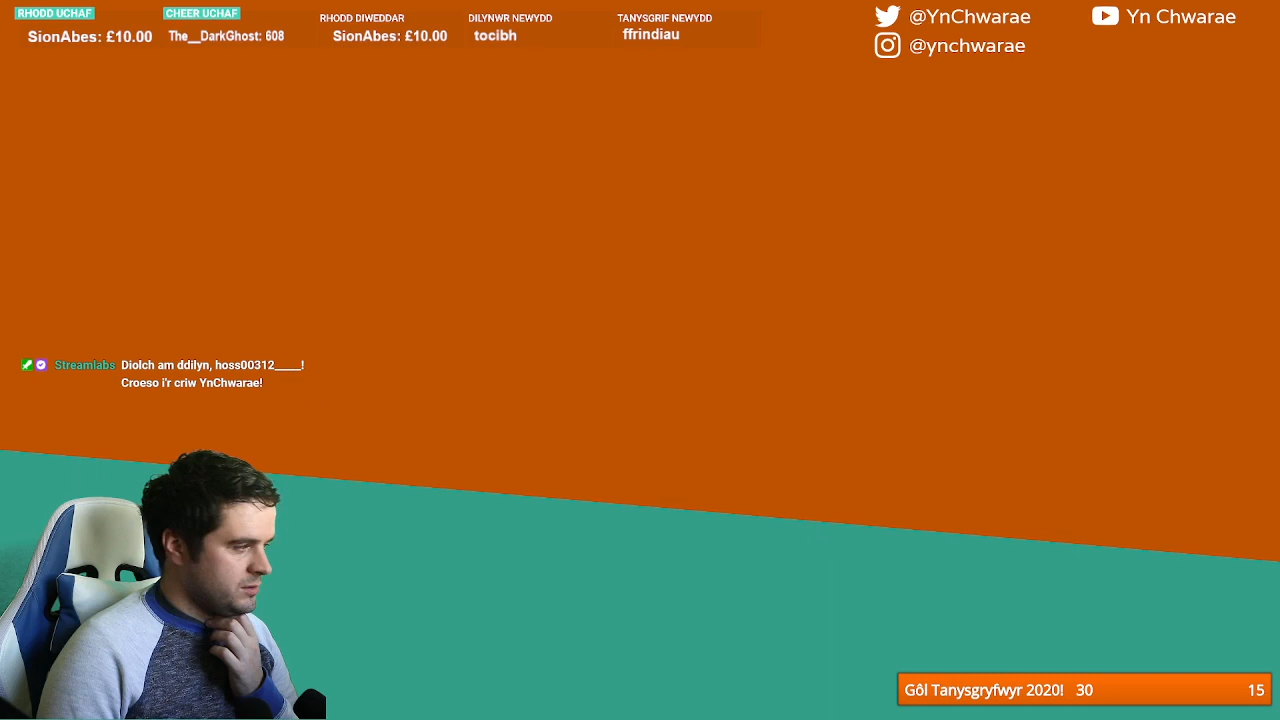 RHODD UCHAF
SionAbes: £10.00
CHEER UCHAF
The__DarkGhost: 608
RHODD DIWEDDAR
SionAbes: £10.00
DILYNWR NEWYDD
tocibh
TANYSGRIF NEWYDD
ffrindiau
@YnChwarae
Yn Chwarae
@ynchwarae
Streamlabs Diolch am ddilyn, hoss00312_____!
Croeso i'r criw YnChwarae!
Gôl Tanysgryfwyr 2020! 30 15